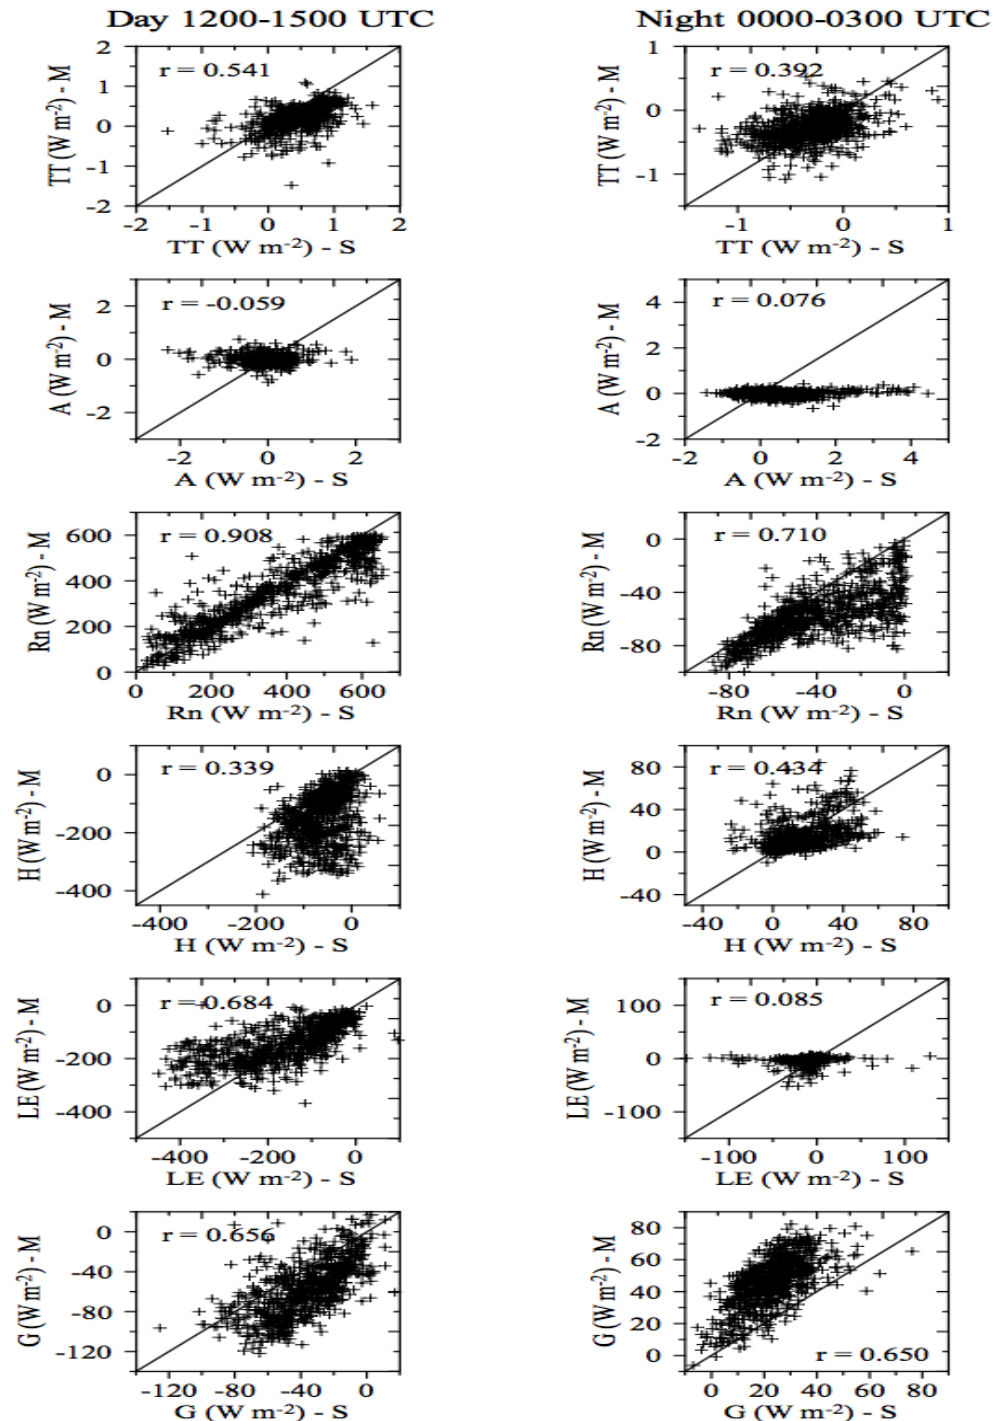 Day 1200-1500 UTC
Night 0000-0300 UTC
r = 0.541
TT (W m-2) - M
2
1
0
-1
-2
-2 -1 0 1 2
TT (W m-2) - S
r = 0.392
TT (W m-2) - M
1
0
-1
-1 0 1
TT (W m-2) - S
r = -0.059
A (W m-2) - M
2
0
-2
-2 0 2
A (W m-2) - S
r = 0.076
A (W m-2) - M
4
2
0
-2
-2 0 2 4
A (W m-2) - S
r = 0.908
Rn (W m-2) - M
600
400
200
0
0 200 400 600
Rn (W m-2) - S
r = 0.710
Rn (W m-2) - M
0
-40
-80
-80 -40 0
Rn (W m-2) - S
r = 0.339
H (W m-2) - M
0
-200
-400
-400 -200 0
H (W m-2) - S
r = 0.434
H (W m-2) - M
80
40
0
-40
-40 0 40 80
H (W m-2) - S
r = 0.684
LE (W m-2) - M
0
-200
-400
-400 -200 0
LE (W m-2) - S
r = 0.085
LE (W m-2) - M
100
0
-100
-100 0 100
LE (W m-2) - S
r = 0.656
G (W m-2) - M
0
-40
-80
-120
-120 -80 -40 0
G (W m-2) - S
r = 0.650
G (W m-2) - M
80
60
40
20
0
0 20 40 60 80
G (W m-2) - S